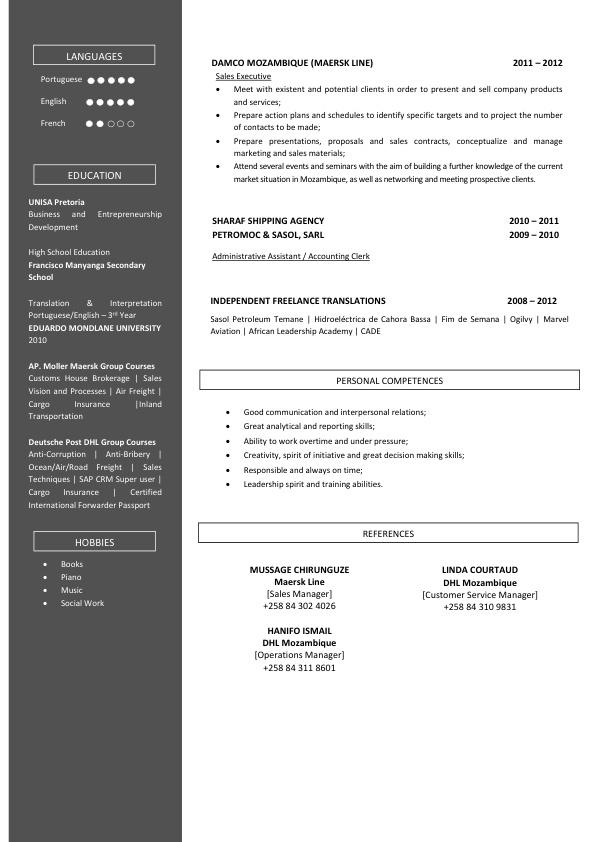 LANGUAGES
Portuguese
English
French
EDUCATION
UNISA Pretoria
Business and Entrepreneurship
Development
High School Education
Francisco Manyanga Secondary
School
Translation & Interpretation
Portuguese/English – 3rd Year
EDUARDO MONDLANE UNIVERSITY
2010
AP. Moller Maersk Group Courses
Customs House Brokerage | Sales
Vision and Processes | Air Freight |
Cargo Insurance |Inland
Transportation
Deutsche Post DHL Group Courses
Anti-Corruption | Anti-Bribery |
Ocean/Air/Road Freight | Sales
Techniques | SAP CRM Super user |
Cargo Insurance | Certified
International Forwarder Passport
HOBBIES
• Books
• Piano
• Music
• Social Work
DAMCO MOZAMBIQUE (MAERSK LINE) 2011 – 2012
Sales Executive
• Meet with existent and potential clients in order to present and sell company products
and services;
• Prepare action plans and schedules to identify specific targets and to project the number
of contacts to be made;
• Prepare presentations, proposals and sales contracts, conceptualize and manage
marketing and sales materials;
• Attend several events and seminars with the aim of building a further knowledge of the current
market situation in Mozambique, as well as networking and meeting prospective clients.
SHARAF SHIPPING AGENCY 2010 – 2011
PETROMOC & SASOL, SARL 2009 – 2010
Administrative Assistant / Accounting Clerk
INDEPENDENT FREELANCE TRANSLATIONS 2008 – 2012
Sasol Petroleum Temane | Hidroeléctrica de Cahora Bassa | Fim de Semana | Ogilvy | Marvel
Aviation | African Leadership Academy | CADE
PERSONAL COMPETENCES
• Good communication and interpersonal relations;
• Great analytical and reporting skills;
• Ability to work overtime and under pressure;
• Creativity, spirit of initiative and great decision making skills;
• Responsible and always on time;
• Leadership spirit and training abilities.
REFERENCES
MUSSAGE CHIRUNGUZE
Maersk Line
[Sales Manager]
+258 84 302 4026
LINDA COURTAUD
DHL Mozambique
[Customer Service Manager]
+258 84 310 9831
HANIFO ISMAIL
DHL Mozambique
[Operations Manager]
+258 84 311 8601